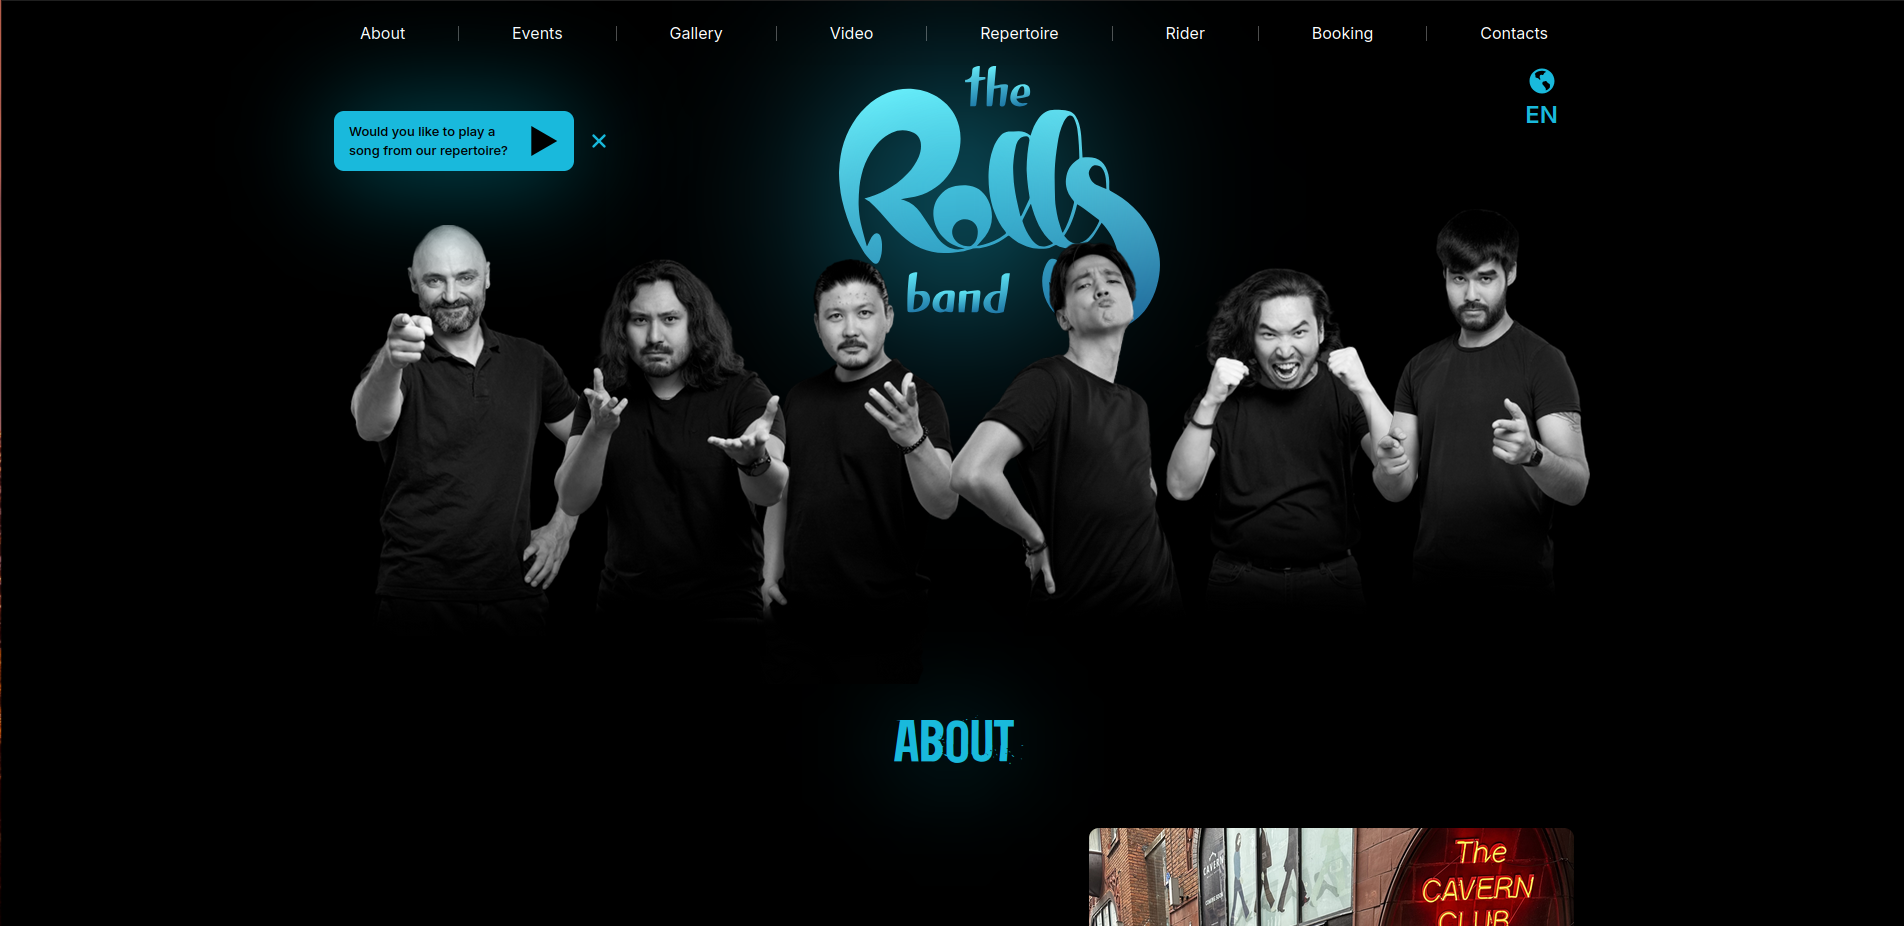 About
Events
Gallery
Video
Repertoire
Rider
Booking
Contacts
EN
Would you like to play a
song from our repertoire?
the
Rolls
band
ABOUT
CAVERN
The
CAVERN
CLUB